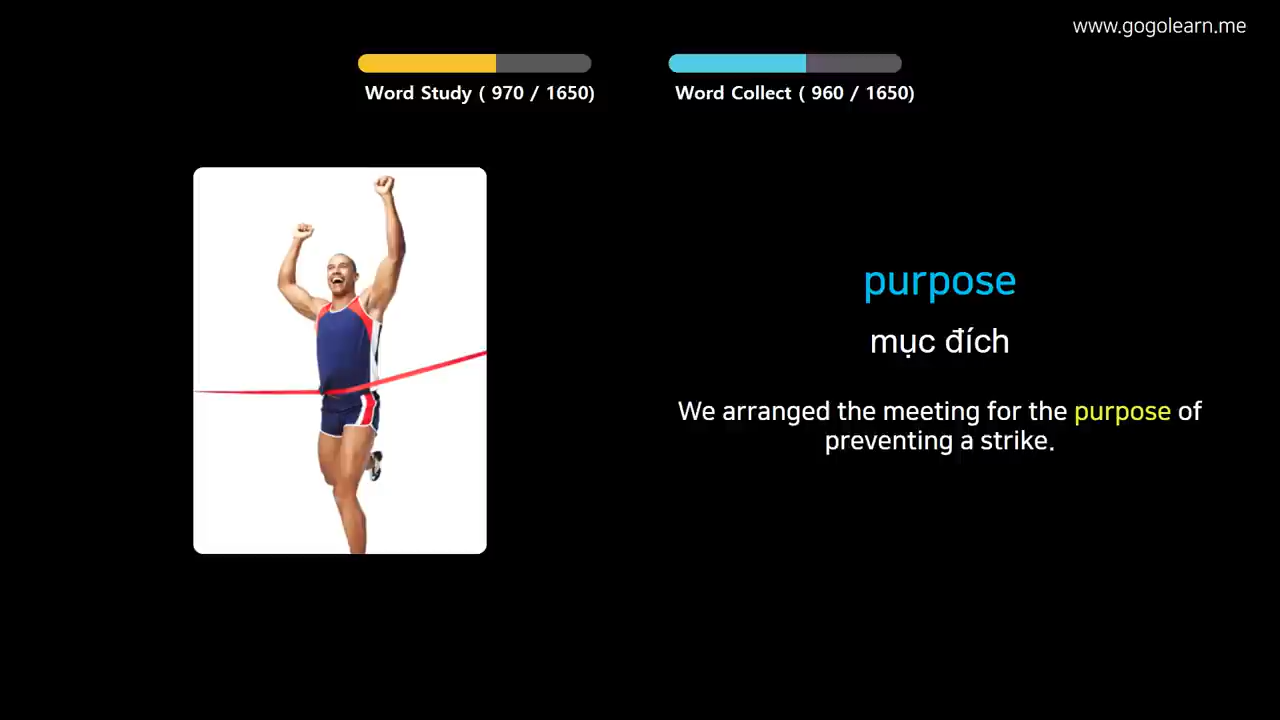 www.gogolearn.me
Word Study ( 970 / 1650)
Word Collect ( 960 / 1650)
purpose
mục đích
We arranged the meeting for the purpose of
preventing a strike.